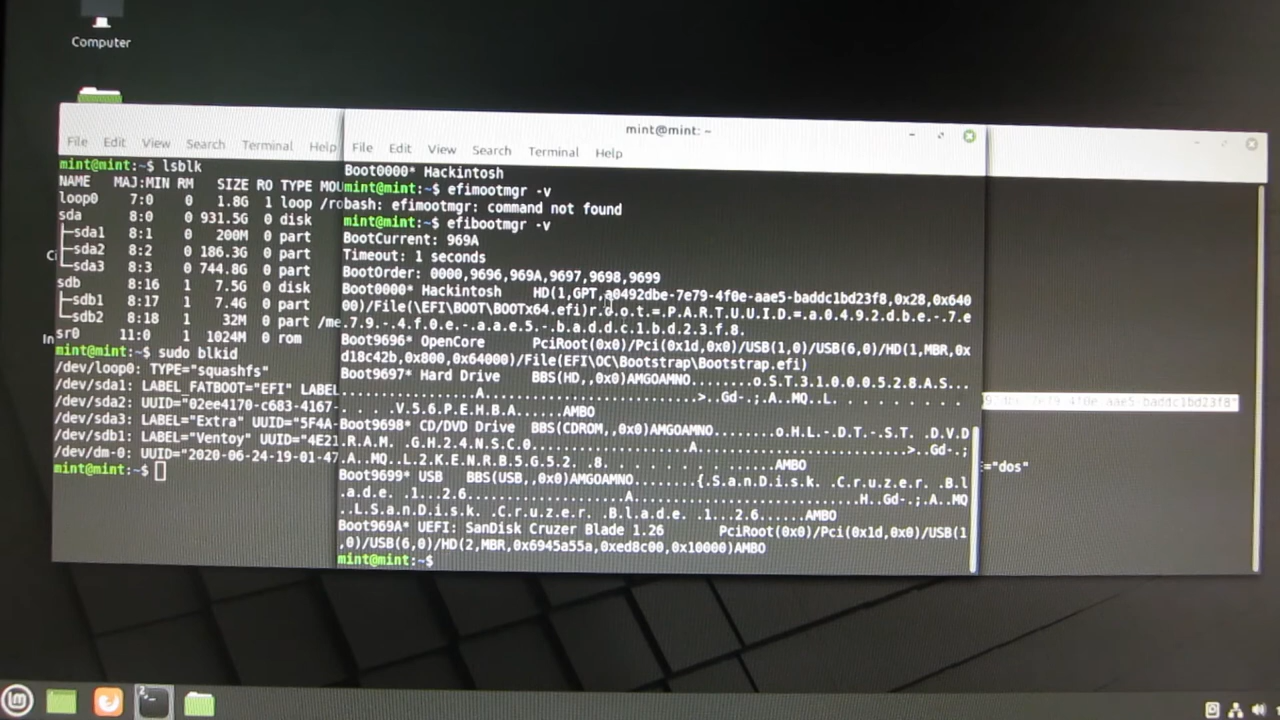 Computer
File Edit View Search Terminal Help
mint@mint:~$ lsblk
NAME MAJ:MIN RM SIZE RO TYPE MOU
loop0 7:0 0 1.8G 1 loop /ro
sda 8:0 0 931.5G 0 disk
├─sda1 8:1 0 200M 0 part
├─sda2 8:2 0 186.3G 0 part
└─sda3 8:3 0 744.8G 0 part
sdb 8:16 1 7.5G 0 disk
├─sdb1 8:17 1 7.4G 0 part
└─sdb2 8:18 1 32M 0 part /me
sr0 11:0 1 1024M 0 rom
mint@mint:~$ sudo blkid
/dev/loop0: TYPE="squashfs"
/dev/sda1: LABEL_FATBOOT="EFI" LABEL
/dev/sda2: UUID="02ee4170-c683-4167-
/dev/sda3: LABEL="Extra" UUID="5F4A-
/dev/sdb1: LABEL="Ventoy" UUID="4E21
/dev/dm-0: UUID="2020-06-24-19-01-47
mint@mint:~$
mint@mint: ~
File Edit View Search Terminal Help
Boot0000* Hackintosh
mint@mint:~$ efimootmgr -v
bash: efimootmgr: command not found
mint@mint:~$ efibootmgr -v
BootCurrent: 969A
Timeout: 1 seconds
BootOrder: 0000,9696,969A,9697,9698,9699
Boot0000* Hackintosh HD(1,GPT,a0492dbe-7e79-4f0e-aae5-baddc1bd23f8,0x28,0x640
00)/File(\EFI\BOOT\BOOTx64.efi)r.o.o.t.=.P.A.R.T.U.U.I.D.=.a.0.4.9.2.d.b.e.-.7.e
.7.9.-.4.f.0.e.-.a.a.e.5.-.b.a.d.d.c.1.b.d.2.3.f.8.
Boot9696* OpenCore PciRoot(0x0)/Pci(0x1d,0x0)/USB(1,0)/USB(6,0)/HD(1,MBR,0x
d18c42b,0x800,0x64000)/File(EFI\OC\Bootstrap\Bootstrap.efi)
Boot9697* Hard Drive BBS(HD,,0x0)AMGOAMNO........o.S.T.3.1.0.0.0.5.2.8.A.S...
....................A...........................>..Gd-.;.A..MQ..L. . . . . . . . . .
. . . . . .V.5.6.P.E.H.B.A......AMBO
Boot9698* CD/DVD Drive BBS(CDROM,,0x0)AMGOAMNO........o.H.L.-.D.T.-.S.T. .D.V.D
.R.A.M. .G.H.2.4.N.S.C.0.................A...........................>..Gd-.;
.A..MQ..L.2.K.E.N.R.B.5.G.5.2. .8. . . . . . . . .......AMBO
Boot9699* USB BBS(USB,,0x0)AMGOAMNO........{.S.a.n.D.i.s.k. .C.r.u.z.e.r. .B.l
.a.d.e. .1...2.6....................A...........................H..Gd-.;.A..MQ
..L.S.a.n.D.i.s.k. .C.r.u.z.e.r. .B.l.a.d.e. .1...2.6......AMBO
Boot969A* UEFI: SanDisk Cruzer Blade 1.26 PciRoot(0x0)/Pci(0x1d,0x0)/USB(1
,0)/USB(6,0)/HD(2,MBR,0x6945a55a,0xed8c00,0x10000)AMBO
mint@mint:~$
4f0e-aae5-baddc1bd23f8"
="dos"